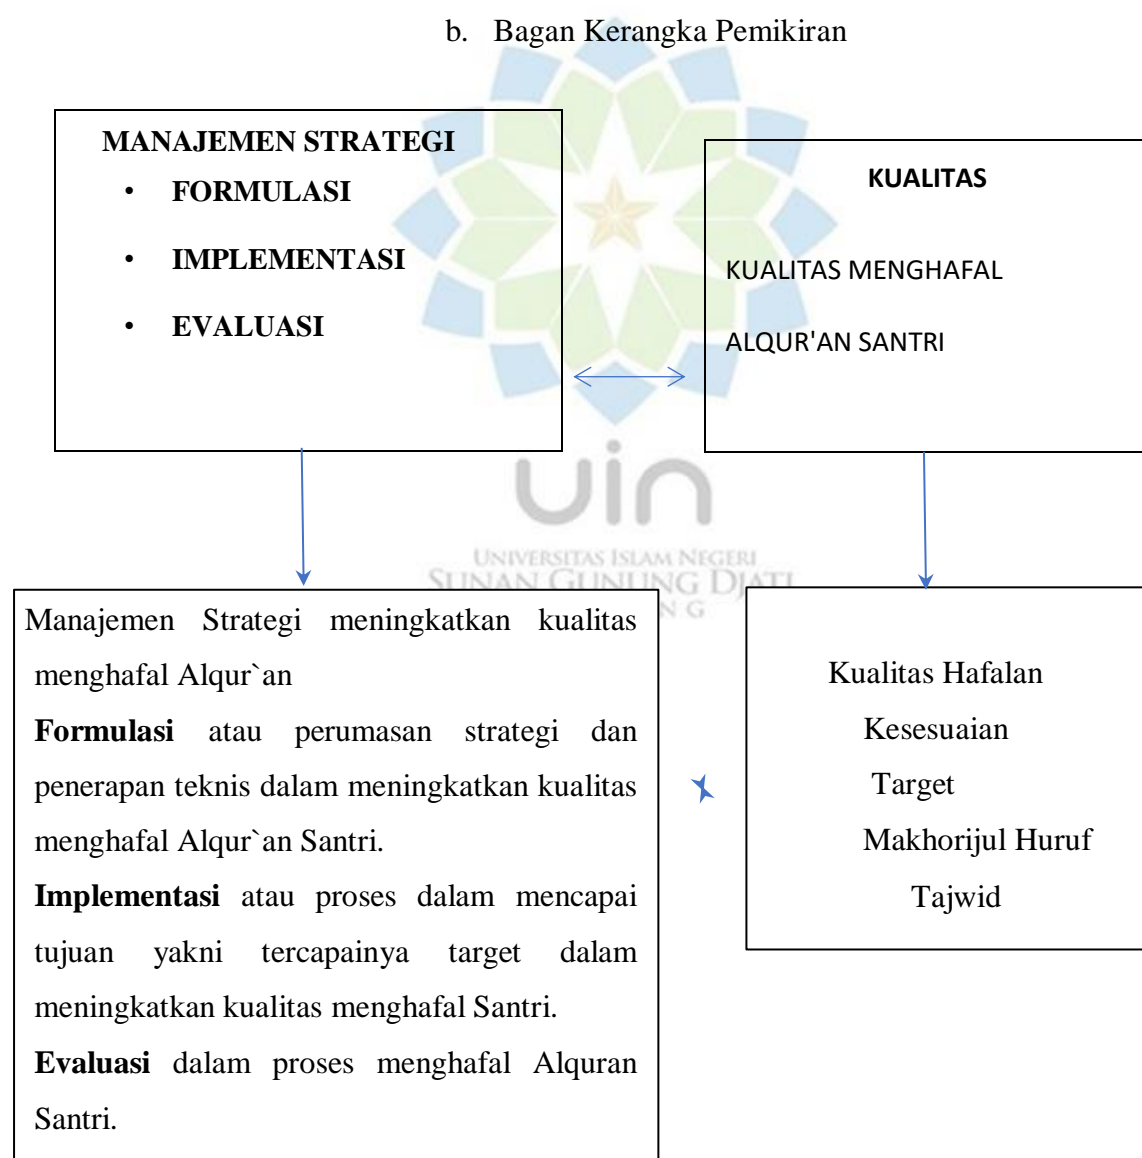 b. Bagan Kerangka Pemikiran
MANAJEMEN STRATEGI
• FORMULASI
• IMPLEMENTASI
• EVALUASI
KUALITAS
KUALITAS MENGHAFAL
ALQUR'AN SANTRI
uin
UNIVERSITAS ISLAM NEGERI
SUNAN GUNUNG DJATI
N G
Manajemen Strategi meningkatkan kualitas
menghafal Alqur`an
Formulasi atau perumasan strategi dan
penerapan teknis dalam meningkatkan kualitas
menghafal Alqur`an Santri.
Implementasi atau proses dalam mencapai
tujuan yakni tercapainya target dalam
meningkatkan kualitas menghafal Santri.
Evaluasi dalam proses menghafal Alquran
Santri.
Kualitas Hafalan
Kesesuaian
Target
Makhorijul Huruf
Tajwid